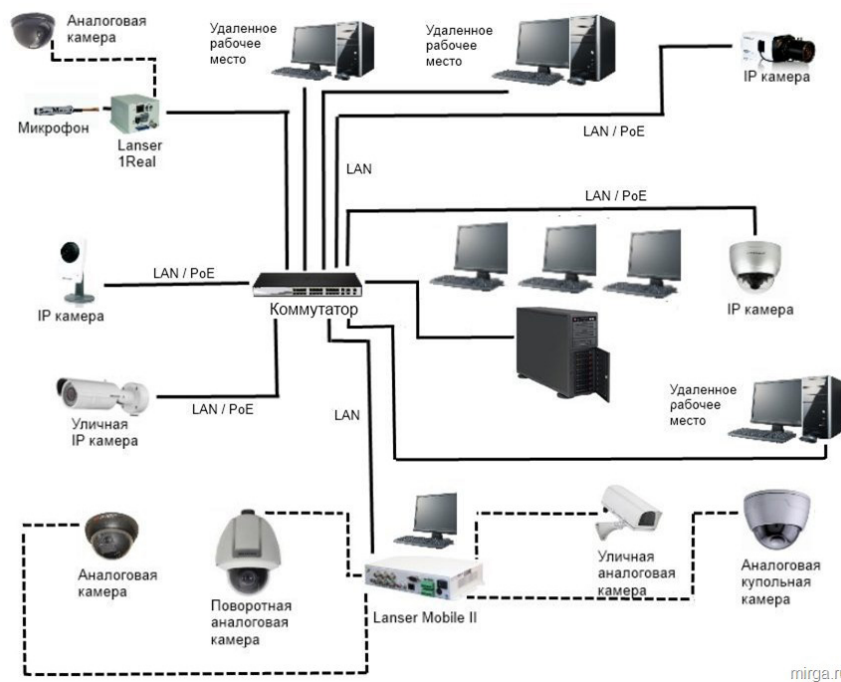 Аналоговая
камера
Удаленное
рабочее
место
Удаленное
рабочее
место
IP камера
Микрофон
Lanser
1Real
LAN / PoE
LAN
LAN / PoE
LAN / PoE
IP камера
Коммутатор
IP камера
Уличная
IP камера
LAN / PoE
LAN
Удаленное
рабочее
место
Аналоговая
камера
Поворотная
аналоговая
камера
Lanser Mobile II
Уличная
аналоговая
камера
Аналоговая
купольная
камера